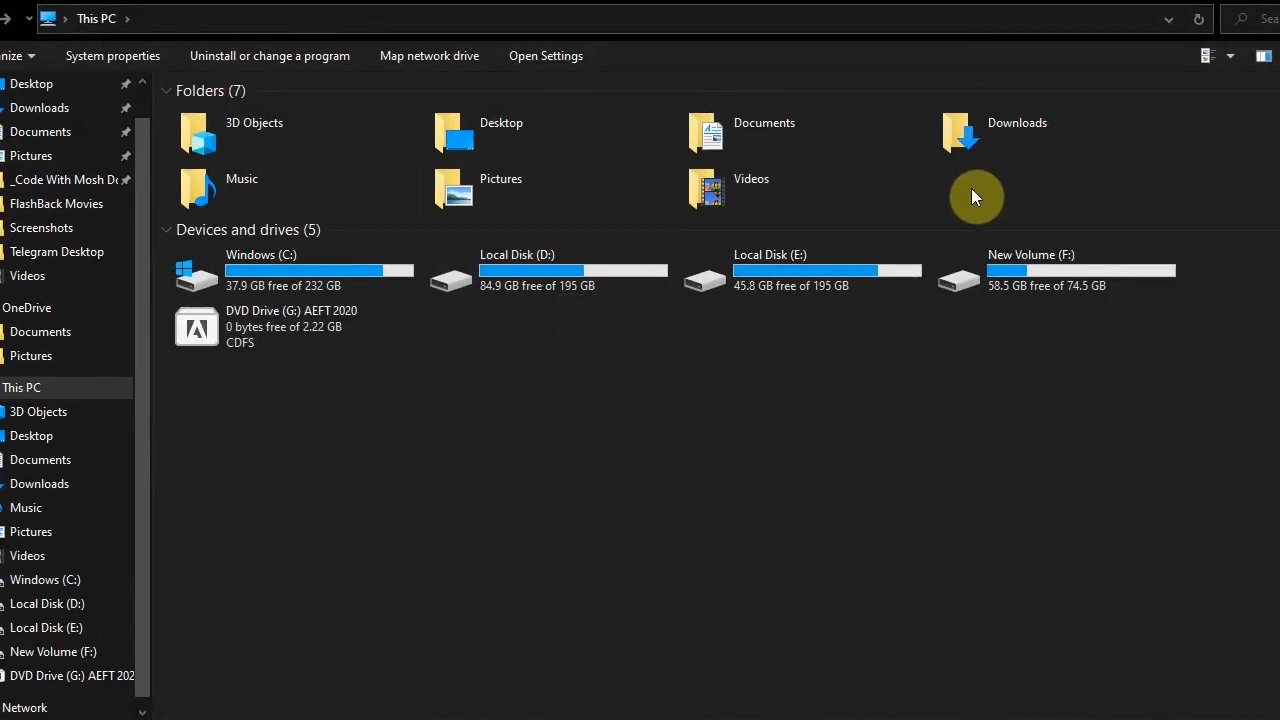 This PC
Sea
nize
System properties
Uninstall or change a program
Map network drive
Open Settings
Desktop
Downloads
Documents
Pictures
_Code With Mosh Do
FlashBack Movies
Screenshots
Telegram Desktop
Videos
OneDrive
Documents
Pictures
This PC
3D Objects
Desktop
Documents
Downloads
Music
Pictures
Videos
Windows (C:)
Local Disk (D:)
Local Disk (E:)
New Volume (F:)
DVD Drive (G:) AEFT 202
Network
Folders (7)
3D Objects
Desktop
Documents
Downloads
Music
Pictures
Videos
Devices and drives (5)
Windows (C:)
37.9 GB free of 232 GB
Local Disk (D:)
84.9 GB free of 195 GB
Local Disk (E:)
45.8 GB free of 195 GB
New Volume (F:)
58.5 GB free of 74.5 GB
DVD Drive (G:) AEFT 2020
0 bytes free of 2.22 GB
CDFS